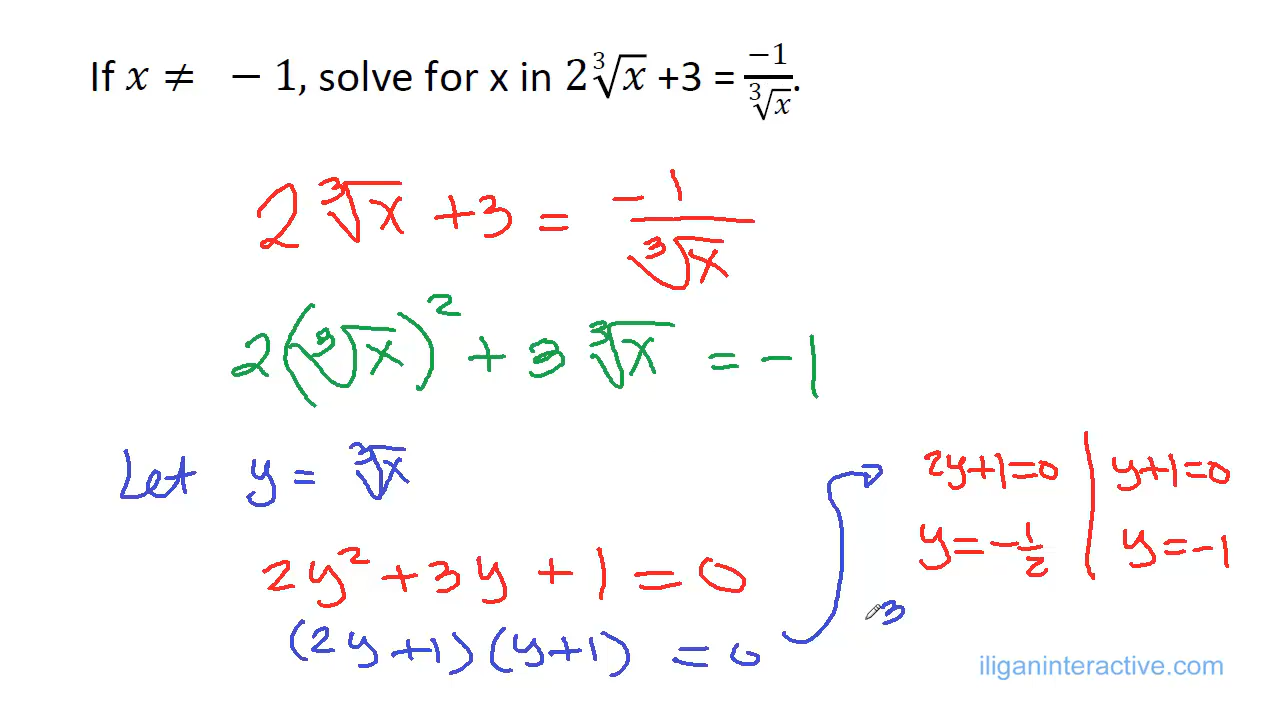 If x ≠ −1, solve for x in 2∛x +3 = −1/∛x.
2∛x +3 = −1/∛x
2(∛x)² + 3∛x = −1
Let y = ∛x
2y² + 3y + 1 = 0
(2y+1)(y+1) = 0
2y+1=0 | y+1=0
y = −1/2 | y = −1
3
iliganinteractive.com